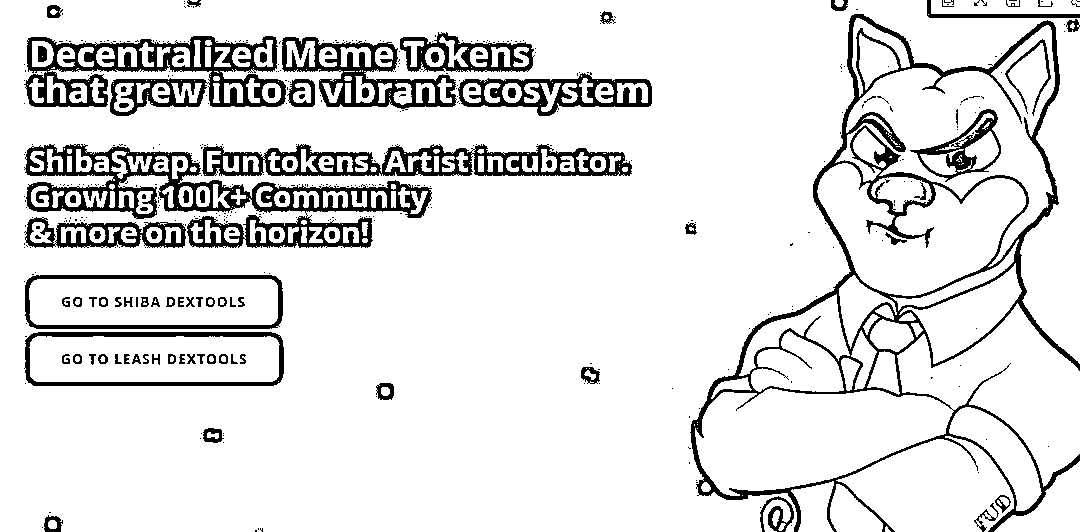 Decentralized Meme Tokens
that grew into a vibrant ecosystem
ShibaSwap. Fun tokens. Artist incubator.
Growing 100k+ Community
& more on the horizon!
GO TO SHIBA DEXTOOLS
GO TO LEASH DEXTOOLS
@
FUD